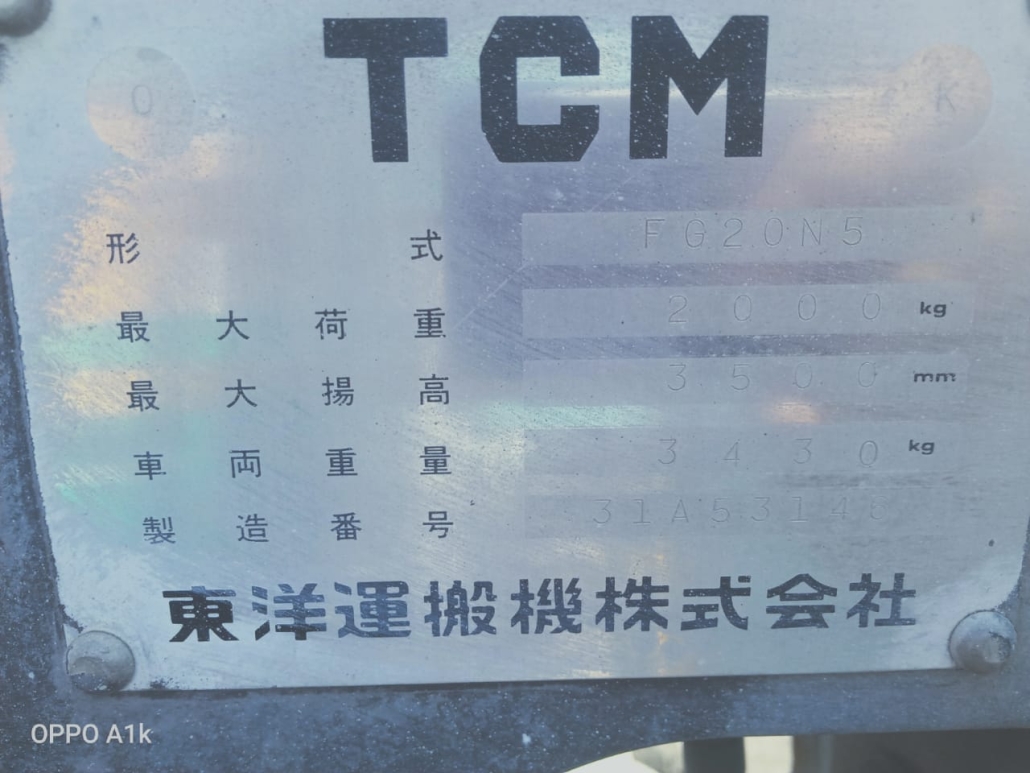 TCM
O K
形 式 FG20N5
最大荷重 2000 kg
最大揚高 3500 mm
車両重量 3430 kg
製造番号 31A53146
東洋運搬機株式会社
OPPO A1k